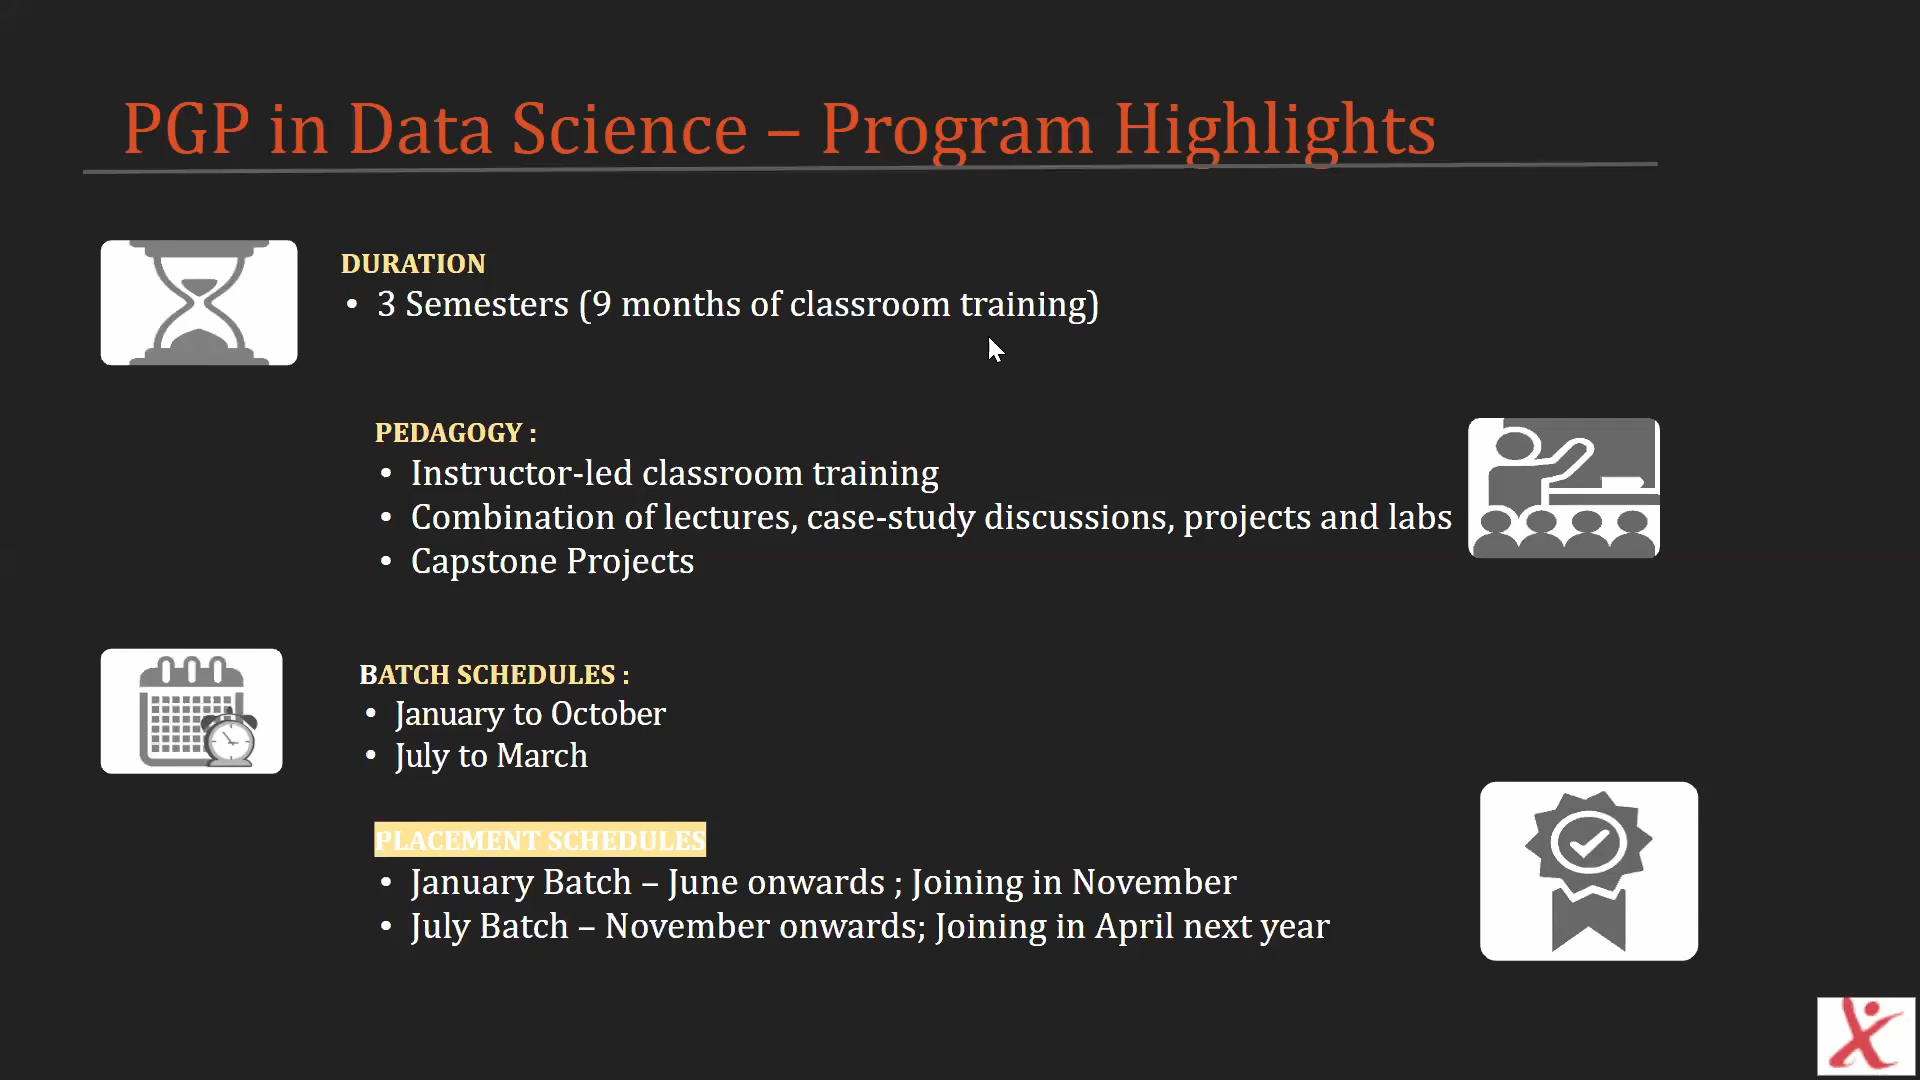 PGP in Data Science – Program Highlights
DURATION
• 3 Semesters (9 months of classroom training)
PEDAGOGY :
• Instructor-led classroom training
• Combination of lectures, case-study discussions, projects and labs
• Capstone Projects
BATCH SCHEDULES :
• January to October
• July to March
PLACEMENT SCHEDULES
• January Batch – June onwards ; Joining in November
• July Batch – November onwards; Joining in April next year